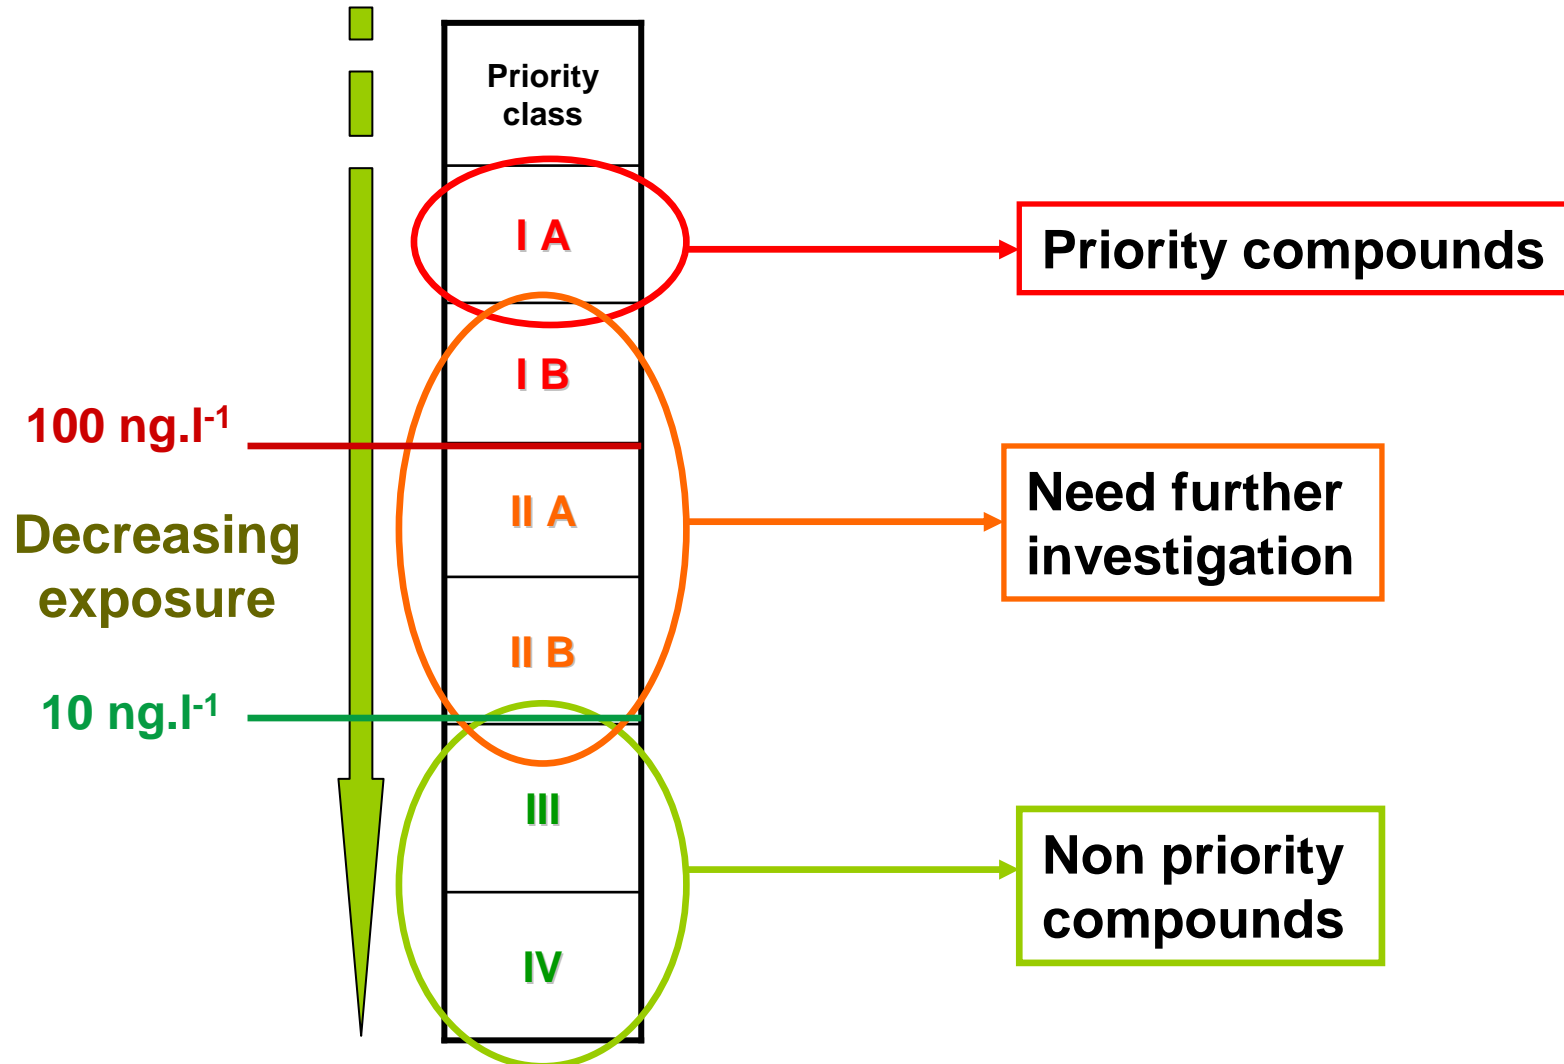 Priority
class
I A
Priority compounds
I B
100 ng.l⁻¹
II A
Need further
investigation
Decreasing
exposure
II B
10 ng.l⁻¹
III
Non priority
compounds
IV